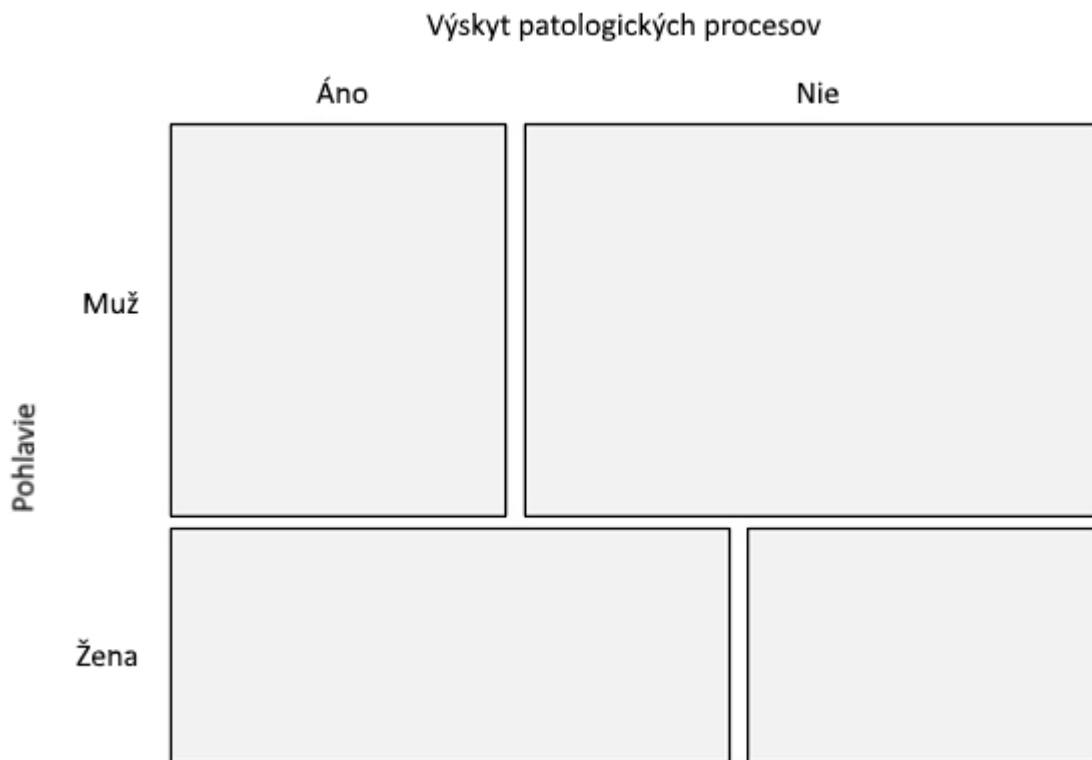 Výskyt patologických procesov
Áno
Nie
Muž
Pohlavie
Žena